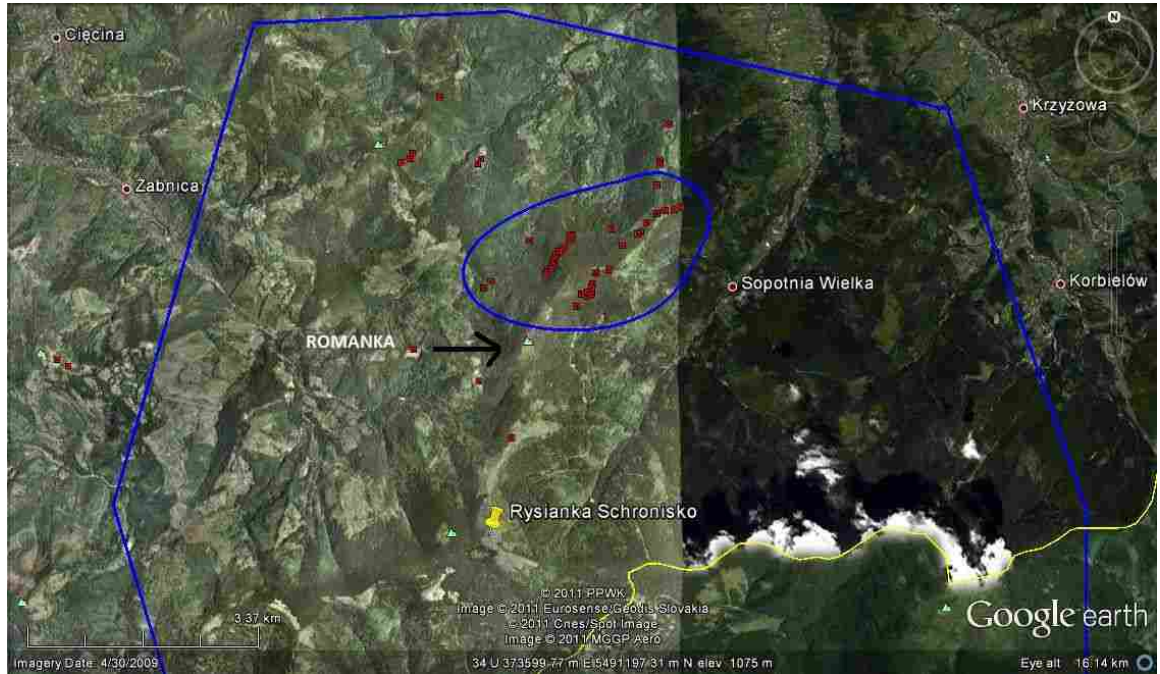 Cięcina
N
Krzyżowa
Żabnica
Sopotnia Wielka
Korbielów
ROMANKA
Rysianka Schronisko
© 2011 PPWK
Image © 2011 Eurosense/Geodis Slovakia
© 2011 Cnes/Spot Image
Image © 2011 MGGP Aero
3.37 km
Google earth
Imagery Date: 4/30/2009
34 U 373599.77 m E 5491197.31 m N elev 1075 m
Eye alt 16.14 km